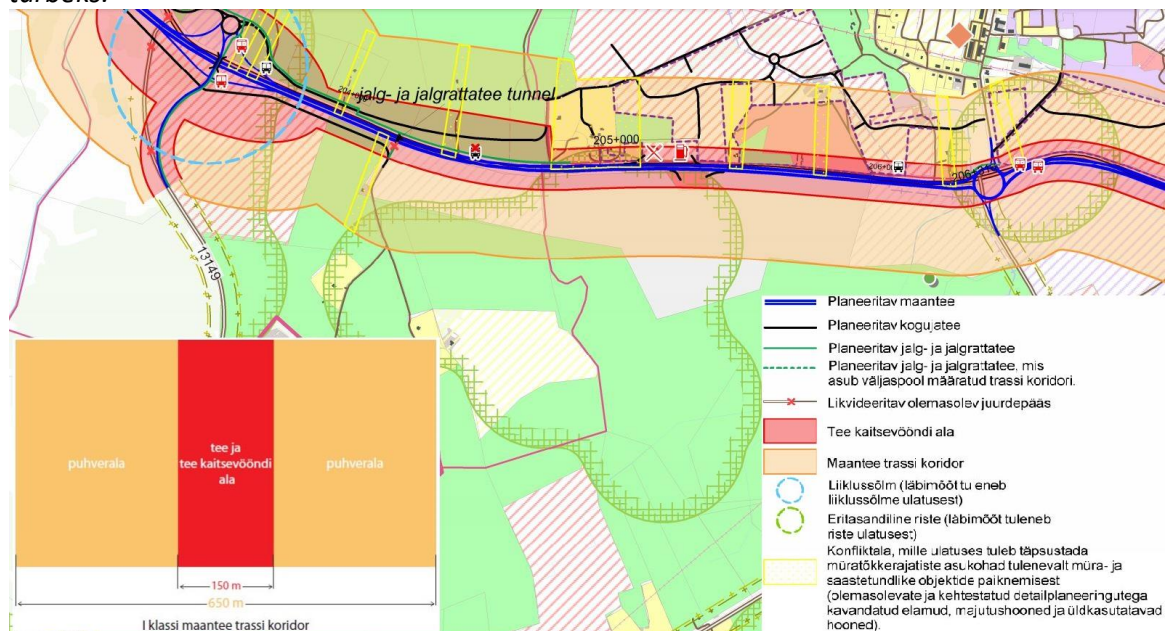 turbuks.
jalg- ja jalgrattatee tunnel
205+000
13149
puhverala
tee ja
tee kaitsevööndi
ala
puhverala
150 m
650 m
I klassi maantee trassi koridor
Planeeritav maantee
Planeeritav kogujatee
Planeeritav jalg- ja jalgrattatee
Planeeritav jalg- ja jalgrattatee, mis
asub väljaspool määratud trassi koridori.
Likvideeritav olemasolev juurdepääs
Tee kaitsevööndi ala
Maantee trassi koridor
Liiklussõlm (läbimõõt tu eneb
liiklussõlme ulatusest)
Eritasandiline riste (läbimõõt tuleneb
riste ulatusest)
Konfliktala, mille ulatuses tuleb täpsustada
müratõkkerajatiste asukohad tulenevalt müra- ja
saastetundlike objektide paiknemisest
(olemasolevate ja kehtestatud detailplaneeringutega
kavandatud elamud, majutushooned ja üldkasutatavad
hooned).